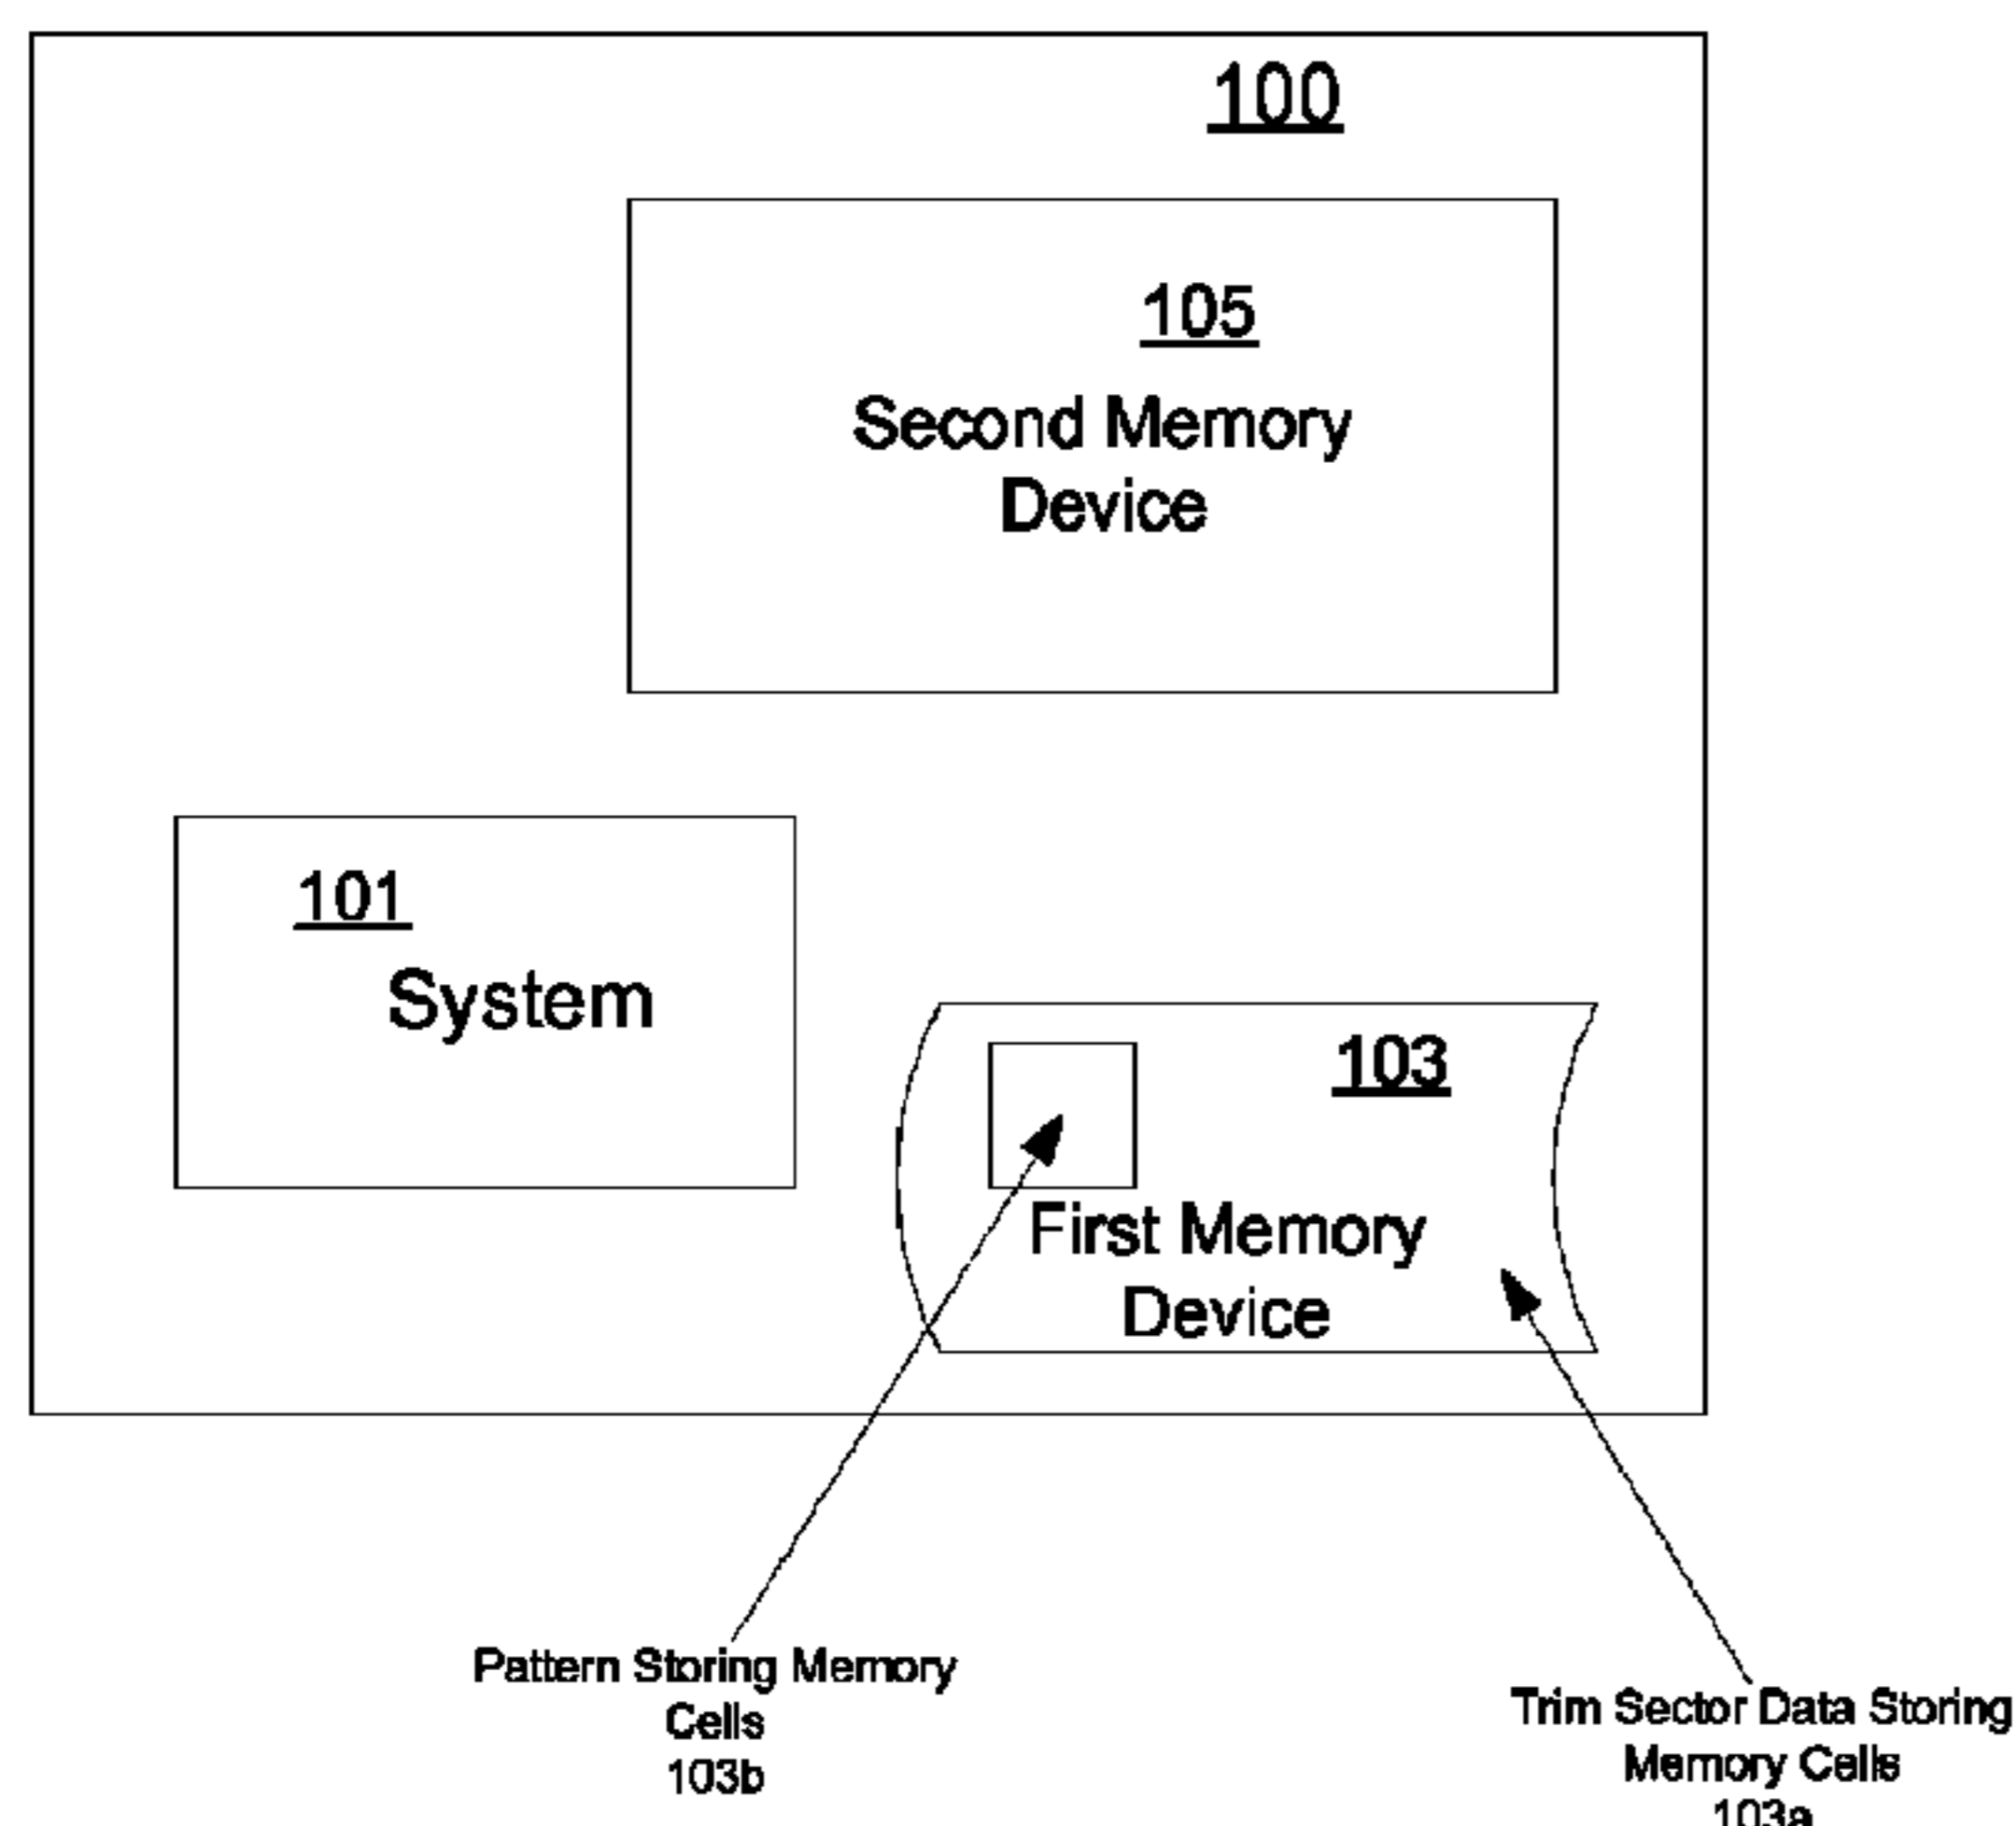 100
105
Second Memory
Device
101
System
103
First Memory
Device
Pattern Storing Memory
Cells
103b
Trim Sector Data Storing
Memory Cells
103a